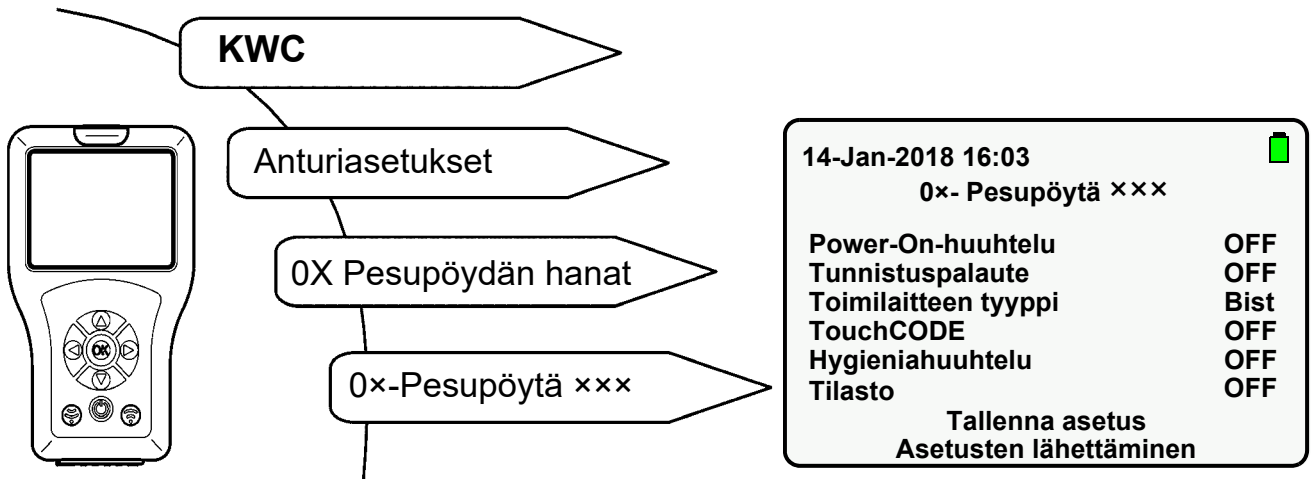 KWC
Anturiasetukset
0X Pesupöydän hanat
0×-Pesupöytä ×××
OK
14-Jan-2018 16:03
0×- Pesupöytä ×××
Power-On-huuhtelu OFF
Tunnistuspalaute OFF
Toimilaitteen tyyppi Bist
TouchCODE OFF
Hygieniahuuhtelu OFF
Tilasto OFF
Tallenna asetus
Asetusten lähettäminen